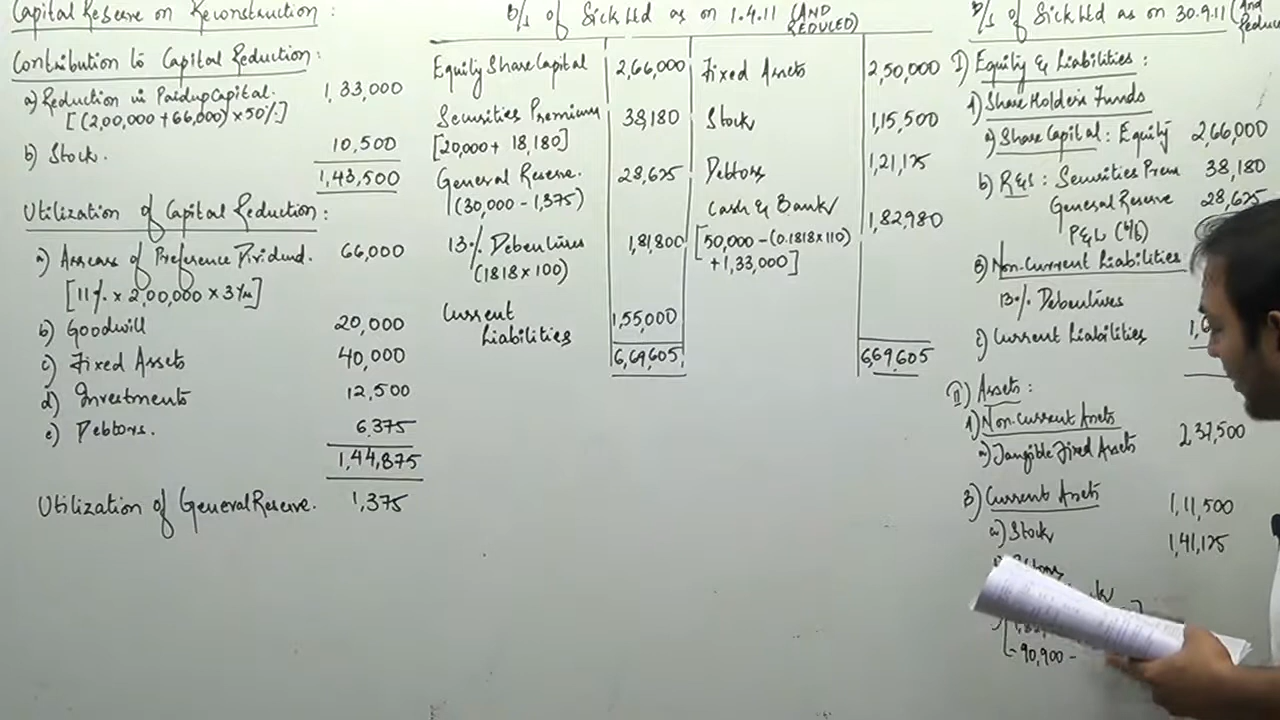 Capital Reserve on Reconstruction :
Contribution to Capital Reduction :
a) Reduction in Paidup Capital. 1,33,000
[(2,00,000 + 66,000) x 50%]
b) Stock. 10,500
1,43,500
Utilization of Capital Reduction :
a) Arrears of Preference Dividend. 66,000
[11% x 2,00,000 x 3 Yrs]
b) Goodwill 20,000
c) Fixed Assets 40,000
d) Investments 12,500
e) Debtors. 6,375
1,44,875
Utilization of General Reserve. 1,375
B/s of Sick Ltd as on 1.4.11 (AND REDUCED)
Equity Share Capital 2,66,000 Fixed Assets 2,50,000
Securities Premium 38,180 Stock 1,15,500
[20,000 + 18,180]
General Reserve. 28,625 Debtors 1,21,125
(30,000 - 1,375) Cash & Bank 1,82,980
13% Debentures 1,81,800 [50,000 - (0.1818 x 110)
(1818 x 100) + 1,33,000]
Current
Liabilities 1,55,000
6,69,605 6,69,605
B/s of Sick Ltd as on 30.9.11 (And
I) Equity & Liabilities :
A) Share Holder's Funds
a) Share Capital : Equity 2,66,000
b) R&S : Securities Prem 38,180
General Reserve 28,625
P&L (b/f)
B) Non-Current Liabilities
13% Debentures
C) Current Liabilities
II) Assets :
A) Non-Current Assets
a) Tangible Fixed Assets 2,37,500
B) Current Assets
a) Stock 1,11,500
1,41,125
90,900 -